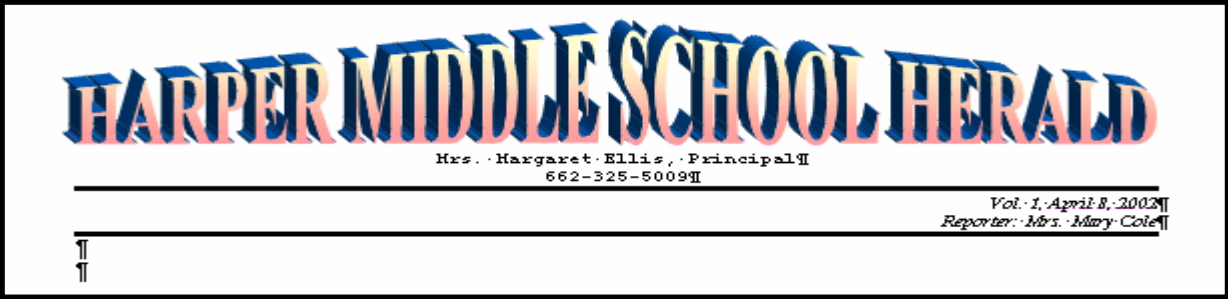 HARPER MIDDLE SCHOOL HERALD
Mrs.·Margaret·Ellis,·Principal¶
662-325-5009¶
Vol.·1,·April·8,·2002¶
Reporter:·Mrs.·Mary·Cole¶
¶
¶